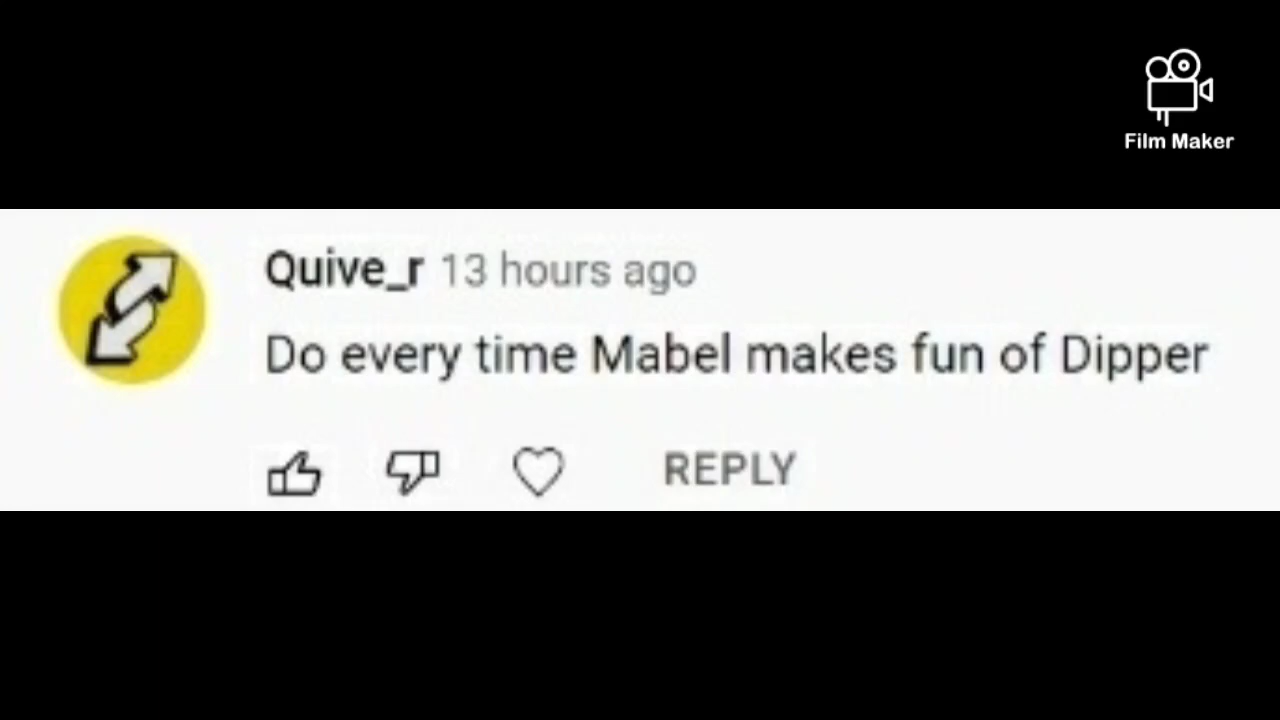 Film Maker
Quive_r 13 hours ago
Do every time Mabel makes fun of Dipper
REPLY